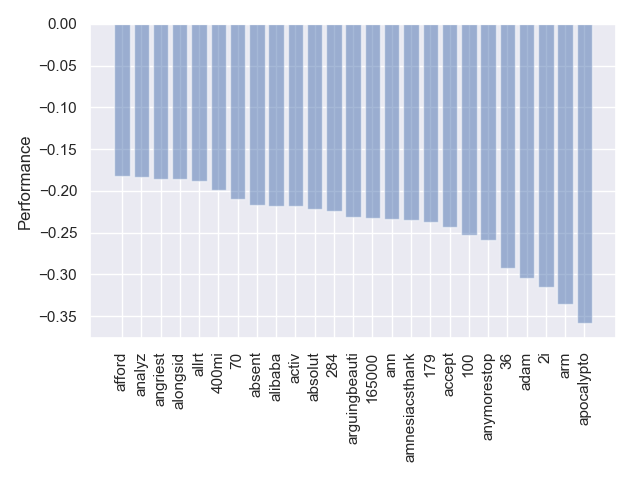 0.00
−0.05
−0.10
−0.15
−0.20
−0.25
−0.30
−0.35
Performance
afford
analyz
angriest
alongsid
allrt
400mi
70
absent
alibaba
activ
absolut
284
arguingbeauti
165000
ann
amnesiacsthank
179
accept
100
anymorestop
36
adam
2i
arm
apocalypto